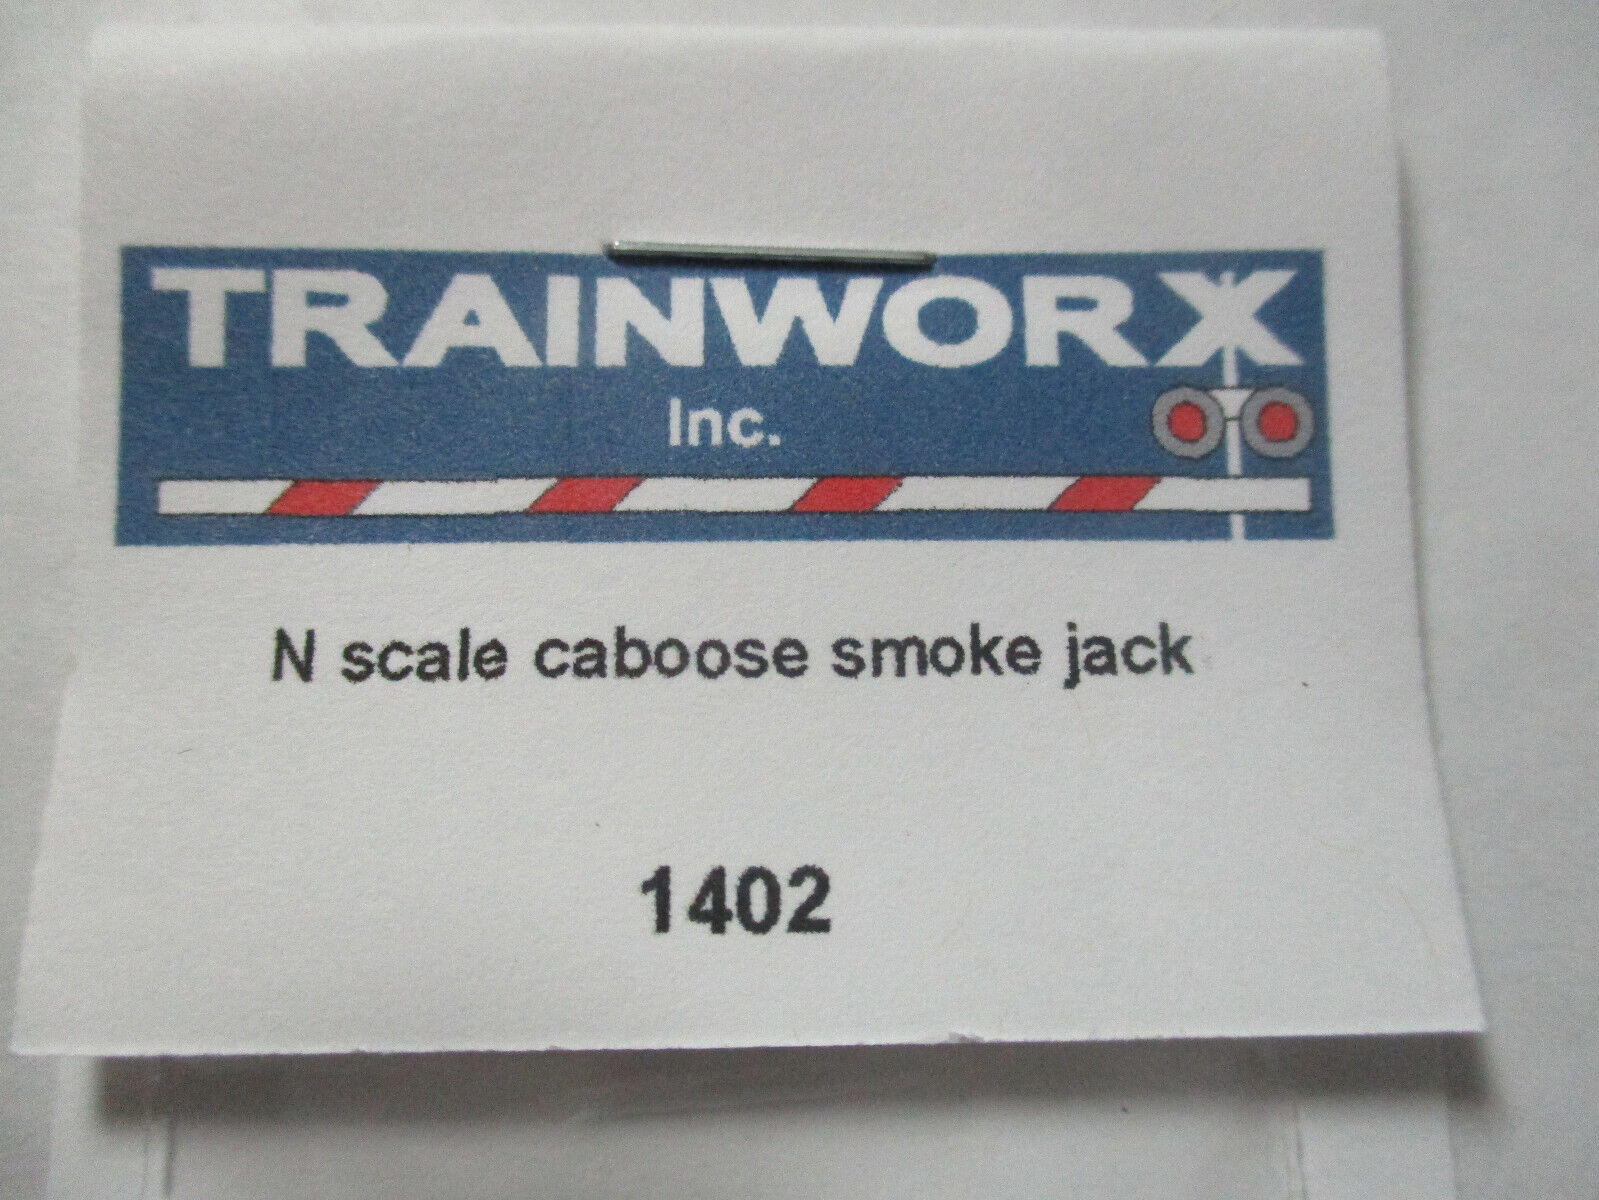 TRAINWORX
Inc.
N scale caboose smoke jack
1402